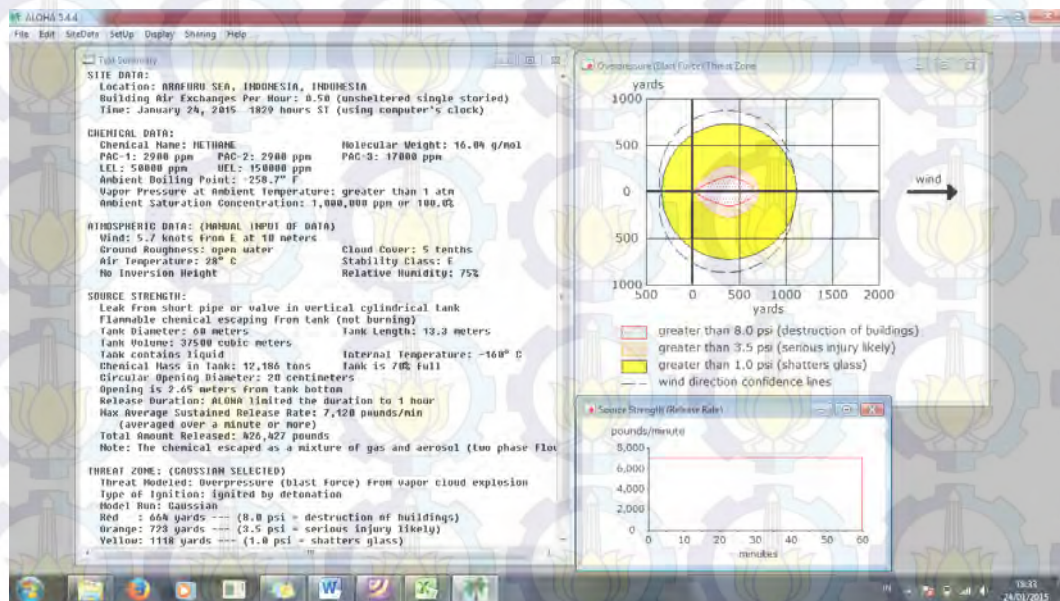 ALOHA 5.4.4
File Edit SiteData SetUp Display Sharing Help
Text Summary
SITE DATA:
Location: ARAFURU SEA, INDONESIA, INDONESIA
Building Air Exchanges Per Hour: 0.50 (unsheltered single storied)
Time: January 24, 2015 1829 hours ST (using computer's clock)
CHEMICAL DATA:
Chemical Name: METHANE Molecular Weight: 16.04 g/mol
PAC-1: 2900 ppm PAC-2: 2900 ppm PAC-3: 17000 ppm
LEL: 50000 ppm UEL: 150000 ppm
Ambient Boiling Point: -258.7° F
Vapor Pressure at Ambient Temperature: greater than 1 atm
Ambient Saturation Concentration: 1,000,000 ppm or 100.0%
ATMOSPHERIC DATA: (MANUAL INPUT OF DATA)
Wind: 5.7 knots from E at 10 meters
Ground Roughness: open water Cloud Cover: 5 tenths
Air Temperature: 28° C Stability Class: E
No Inversion Height Relative Humidity: 75%
SOURCE STRENGTH:
Leak from short pipe or valve in vertical cylindrical tank
Flammable chemical escaping from tank (not burning)
Tank Diameter: 60 meters Tank Length: 13.3 meters
Tank Volume: 37500 cubic meters
Tank contains liquid Internal Temperature: -160° C
Chemical Mass in Tank: 12,186 tons Tank is 70% full
Circular Opening Diameter: 20 centimeters
Opening is 2.65 meters from tank bottom
Release Duration: ALOHA limited the duration to 1 hour
Max Average Sustained Release Rate: 7,120 pounds/min
(averaged over a minute or more)
Total Amount Released: 426,427 pounds
Note: The chemical escaped as a mixture of gas and aerosol (two phase flow
THREAT ZONE: (GAUSSIAN SELECTED)
Threat Modeled: Overpressure (blast force) from vapor cloud explosion
Type of Ignition: ignited by detonation
Model Run: Gaussian
Red : 664 yards --- (8.0 psi = destruction of buildings)
Orange: 723 yards --- (3.5 psi = serious injury likely)
Yellow: 1118 yards --- (1.0 psi = shatters glass)
Overpressure (Blast Force) Threat Zone
yards
1000
500
0
500
1000
500 0 500 1000 1500 2000
yards
wind
greater than 8.0 psi (destruction of buildings)
greater than 3.5 psi (serious injury likely)
greater than 1.0 psi (shatters glass)
wind direction confidence lines
Source Strength (Release Rate)
pounds/minute
8,000
6,000
4,000
2,000
0
0 10 20 30 40 50 60
minutes
IN
24/01/2015